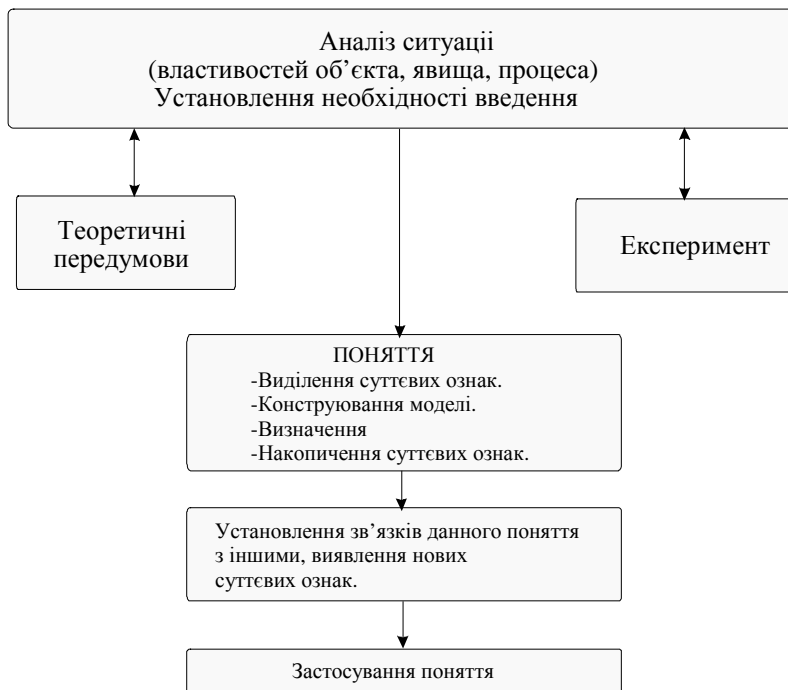 Аналіз ситуаціі
(властивостей об’єкта, явища, процеса)
Установлення необхідності введення
Теоретичні
передумови
Експеримент
ПОНЯТТЯ
-Виділення суттєвих ознак.
-Конструювання моделі.
-Визначення
-Накопичення суттєвих ознак.
Установлення зв’язків данного поняття
з іншими, виявлення нових
суттєвих ознак.
Застосування поняття